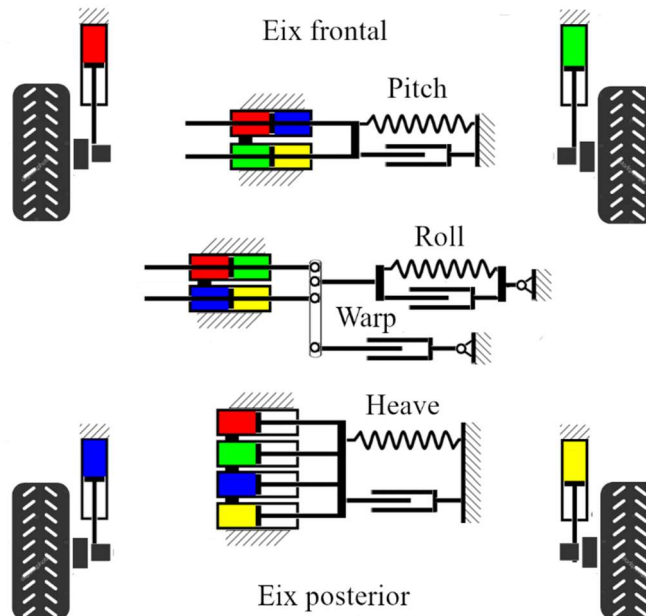 Eix frontal
Pitch
Roll
Warp
Heave
Eix posterior